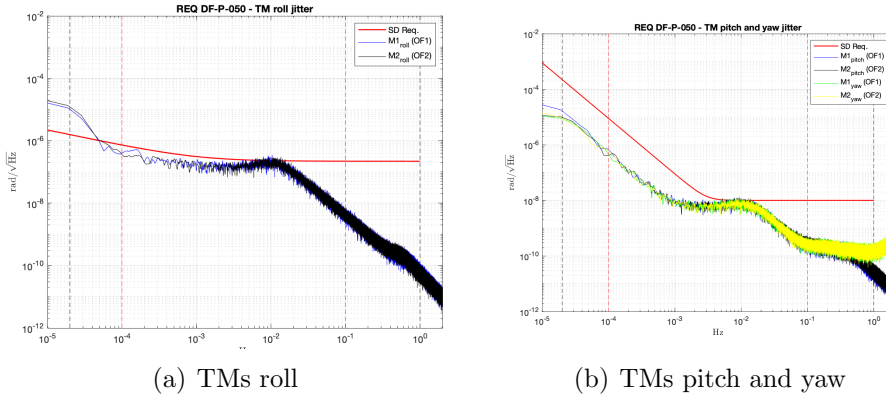 REQ DF-P-050 - TM roll jitter
SD Req.
M1roll (OF1)
M2roll (OF2)
rad/√Hz
10^-2
10^-4
10^-6
10^-8
10^-10
10^-12
10^-5 10^-4 10^-3 10^-2 10^-1 10^0
(a) TMs roll
REQ DF-P-050 - TM pitch and yaw jitter
SD Req.
M1pitch (OF1)
M2pitch (OF2)
M1yaw (OF1)
M2yaw (OF2)
rad/√Hz
10^-2
10^-4
10^-6
10^-8
10^-10
10^-12
10^-5 10^-4 10^-3 10^-2 10^-1 10^0
Hz
(b) TMs pitch and yaw